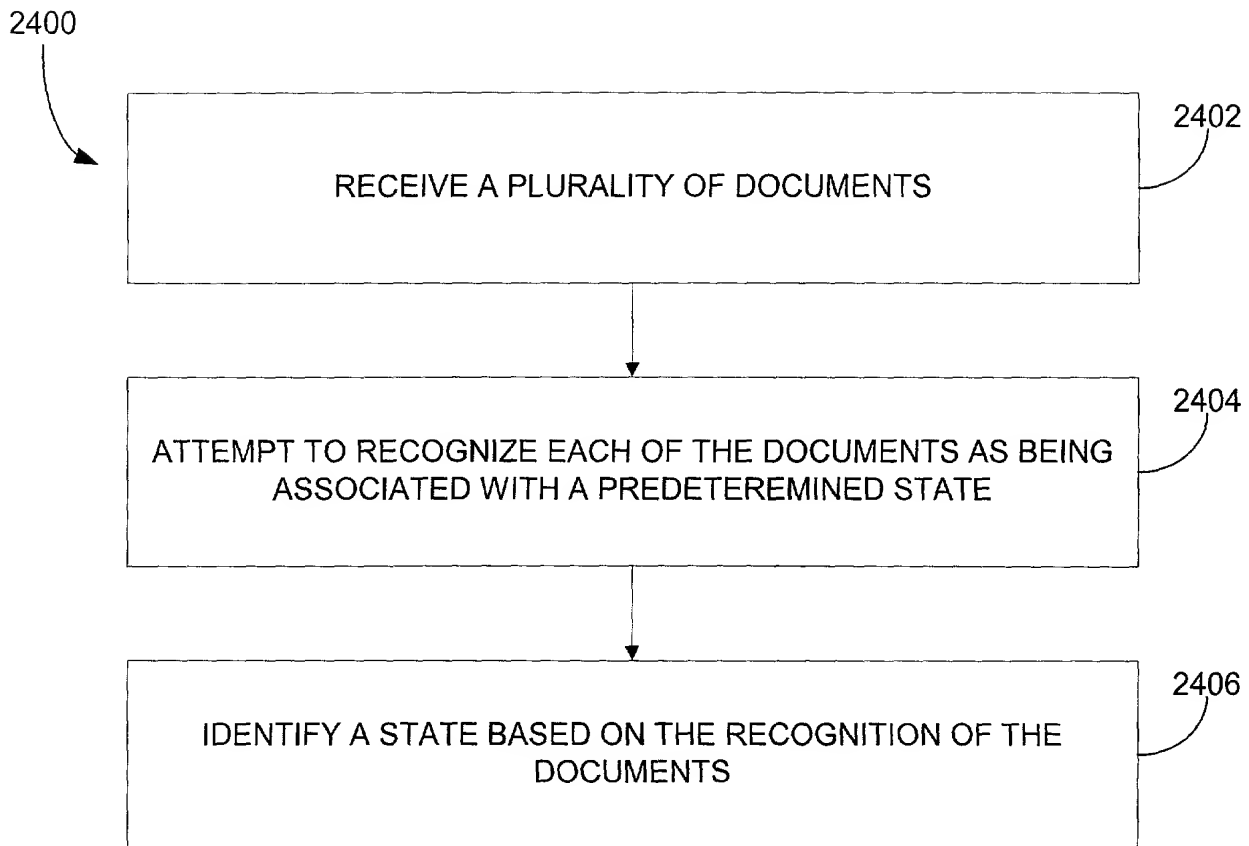 2400
2402
RECEIVE A PLURALITY OF DOCUMENTS
2404
ATTEMPT TO RECOGNIZE EACH OF THE DOCUMENTS AS BEING
ASSOCIATED WITH A PREDETEREMINED STATE
2406
IDENTIFY A STATE BASED ON THE RECOGNITION OF THE
DOCUMENTS